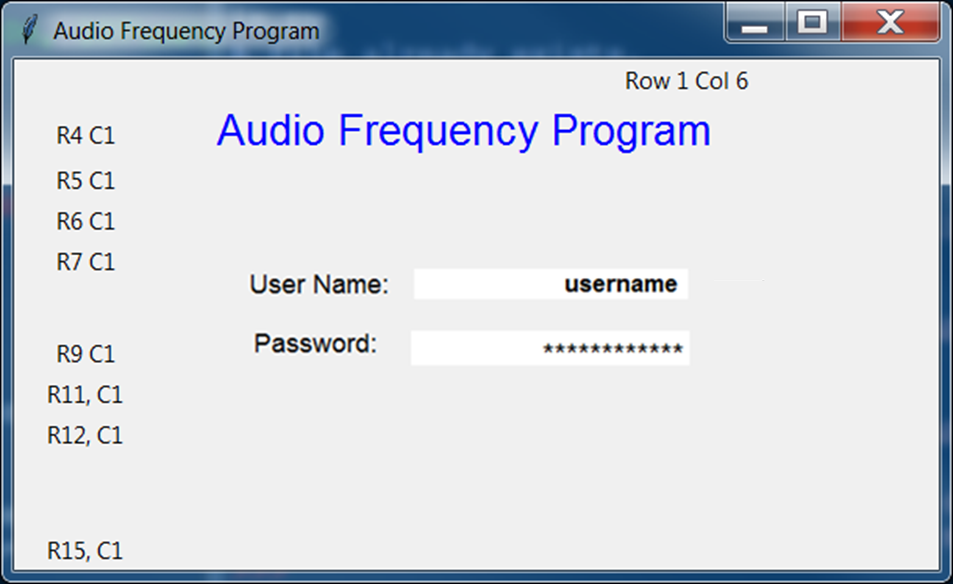 Audio Frequency Program
Row 1 Col 6
R4 C1
Audio Frequency Program
R5 C1
R6 C1
R7 C1
User Name: username
Password: ************
R9 C1
R11, C1
R12, C1
R15, C1